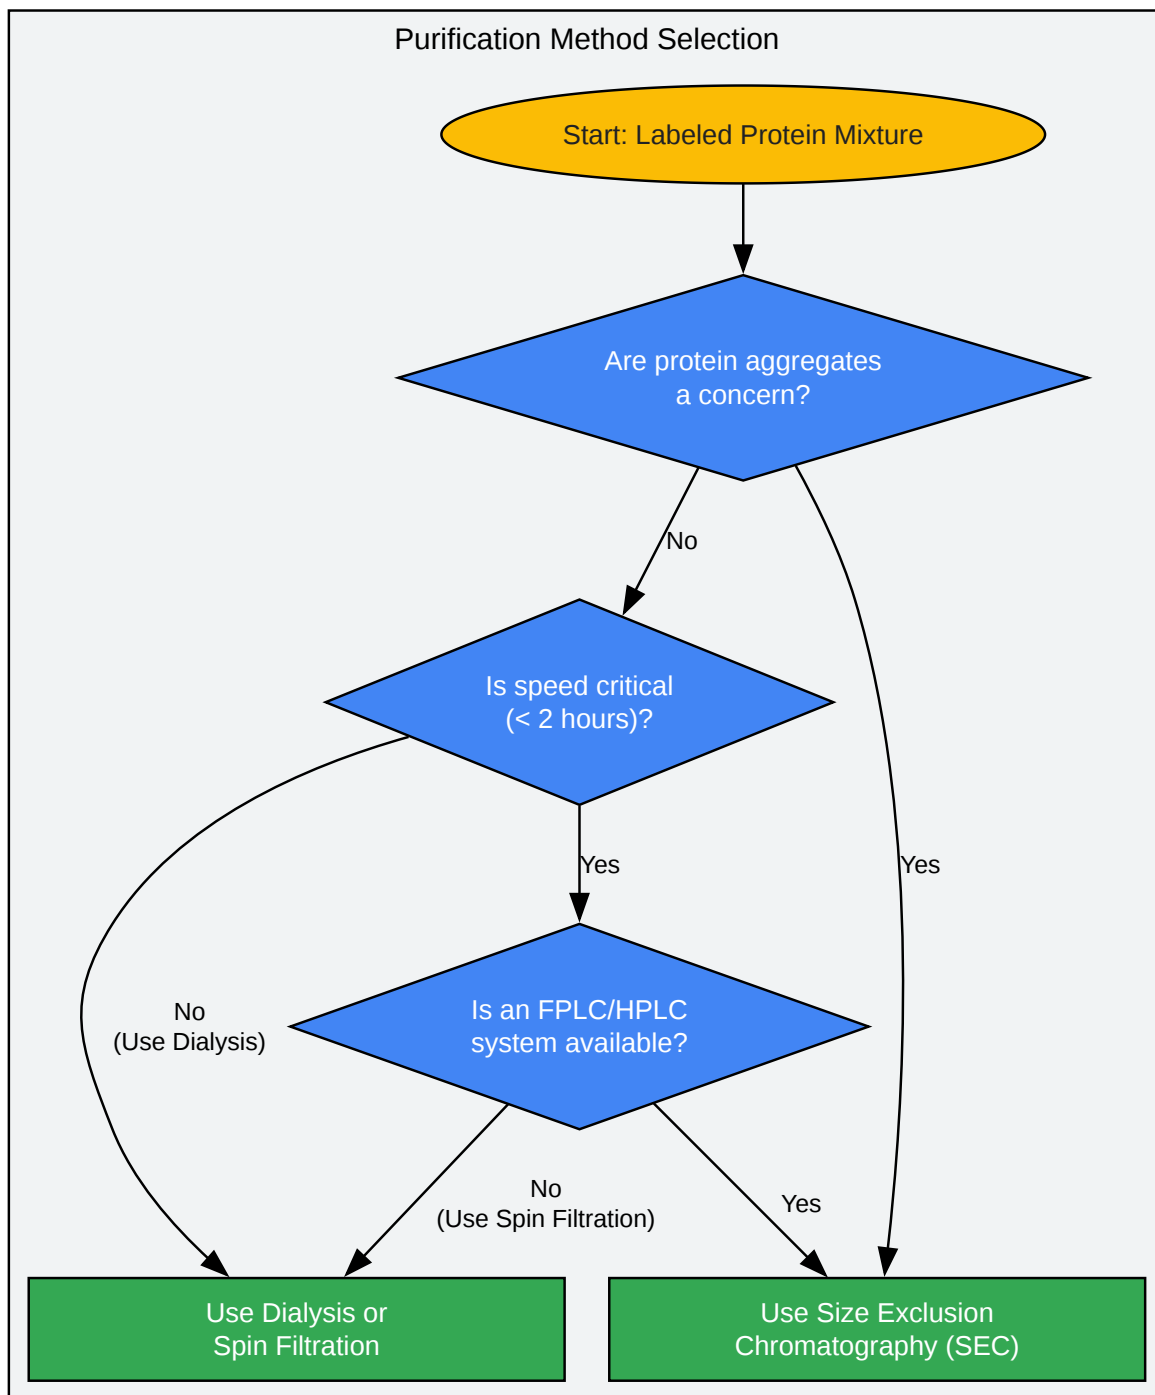 Purification Method Selection
Start: Labeled Protein Mixture
Are protein aggregates
a concern?
No
Is speed critical
(< 2 hours)?
Yes
Yes
Is an FPLC/HPLC
system available?
No
(Use Dialysis)
No
(Use Spin Filtration)
Yes
Use Dialysis or
Spin Filtration
Use Size Exclusion
Chromatography (SEC)